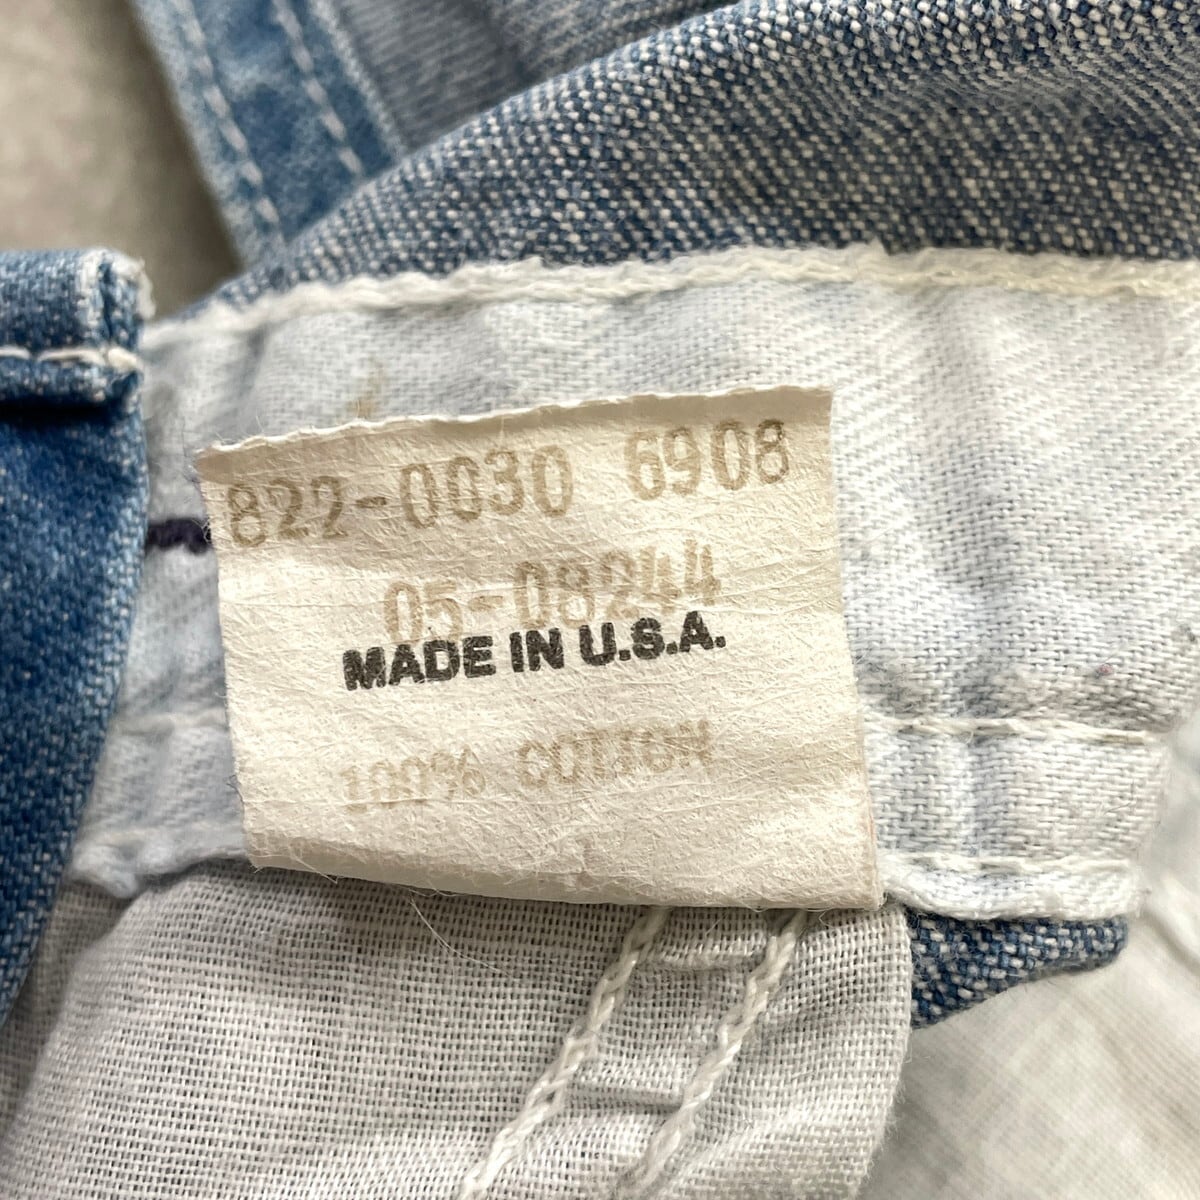 822-0030 6908
05-08244
MADE IN U.S.A.
100% COTTON